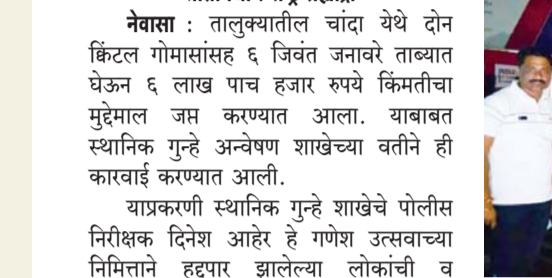 नेवासा : तालुक्यातील चांदा येथे दोन
क्विंटल गोमासांसह ६ जिवंत जनावरे ताब्यात
घेऊन ६ लाख पाच हजार रुपये किंमतीचा
मुद्देमाल जप्त करण्यात आला. याबाबत
स्थानिक गुन्हे अन्वेषण शाखेच्या वतीने ही
कारवाई करण्यात आली.
याप्रकरणी स्थानिक गुन्हे शाखेचे पोलीस
निरीक्षक दिनेश आहेर हे गणेश उत्सवाच्या
निमित्ताने हद्दपार झालेल्या लोकांची व